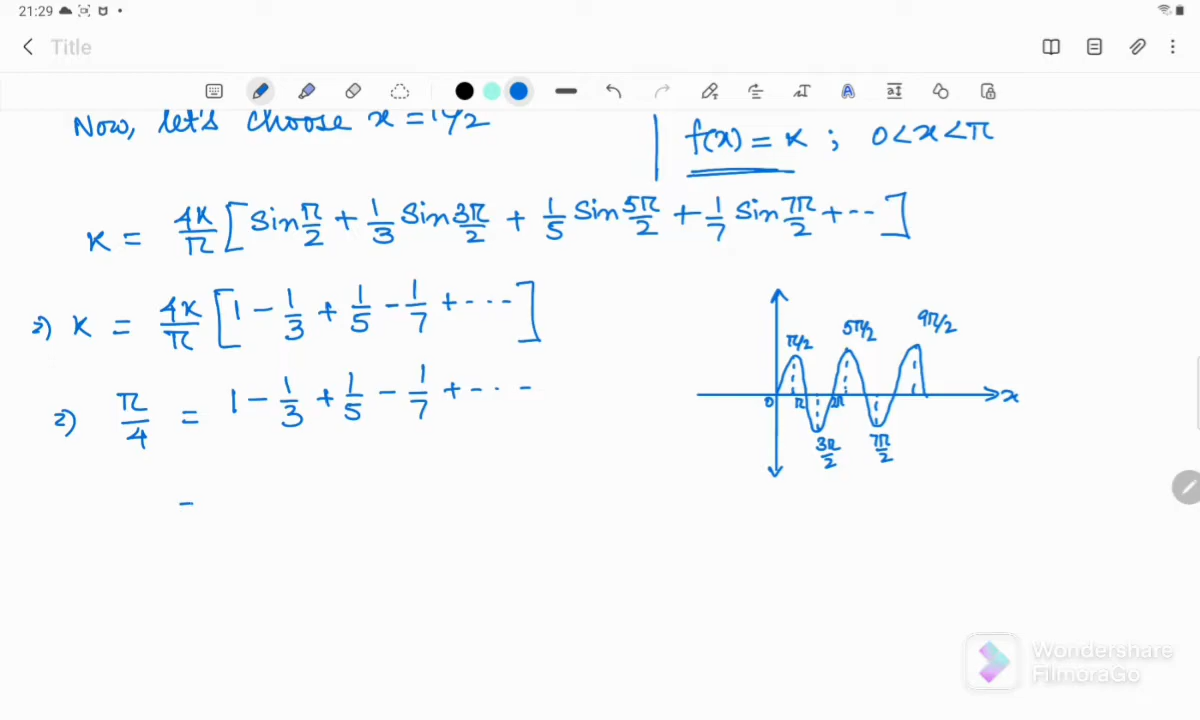 21:29
Title
Now, let's choose x = π/2
f(x) = K ; 0<x<π
K = 4K/π [ Sin π/2 + 1/3 Sin 3π/2 + 1/5 Sin 5π/2 + 1/7 Sin 7π/2 + -- ]
⇒) K = 4K/π [ 1 - 1/3 + 1/5 - 1/7 + --- ]
⇒) π/4 = 1 - 1/3 + 1/5 - 1/7 + - - -
=
π/2 5π/2 9π/2
0 π 2π x
3π/2 7π/2
Wondershare
FilmoraGo